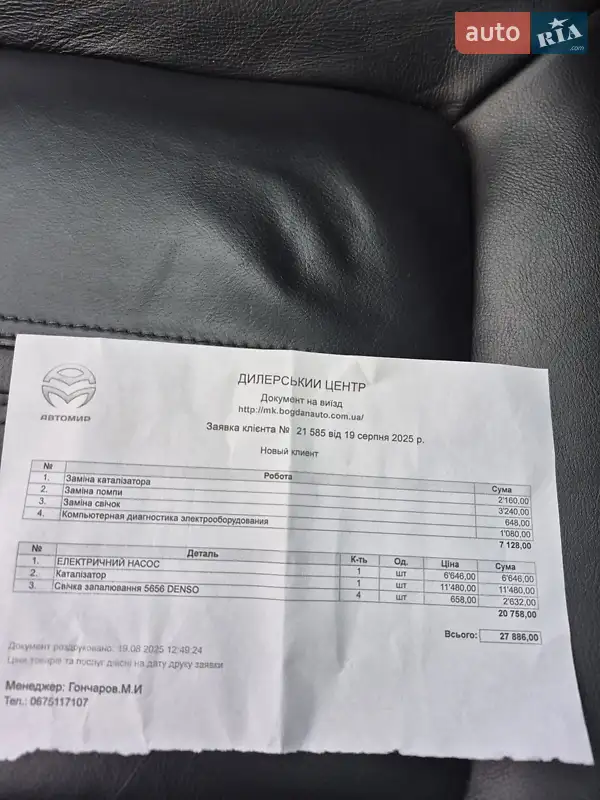 auto RIA .com
АВТОМИР
ДИЛЕРСЬКИЙ ЦЕНТР
Документ на виїзд
http://mk.bogdanauto.com.ua/
Заявка клієнта № 21 585 від 19 серпня 2025 р.
Новый клиент
№ Робота Сума
1. Заміна каталізатора 2'160,00
2. Заміна помпи 3'240,00
3. Заміна свічок 648,00
4. Компьютерная диагностика электрооборудования 1'080,00
7 128,00
№ Деталь К-ть Од. Ціна Сума
1. ЕЛЕКТРИЧНИЙ НАСОС 1 шт 6'646,00 6'646,00
2. Каталізатор 1 шт 11'480,00 11'480,00
3. Свічка запалювання 5656 DENSO 4 шт 658,00 2'632,00
20 758,00
Всього: 27 886,00
Документ роздруковано: 19.08.2025 12:49:24
Ціни товарів та послуг дійсні на дату друку заявки
Менеджер: Гончаров.М.И
Тел.: 0675117107